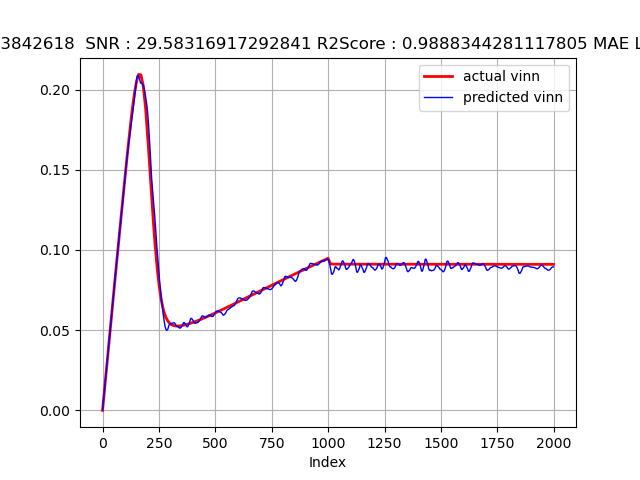 3842618 SNR : 29.58316917292841 R2Score : 0.9888344281117805 MAE L
actual vinn
predicted vinn
0.20
0.15
0.10
0.05
0.00
0 250 500 750 1000 1250 1500 1750 2000
Index